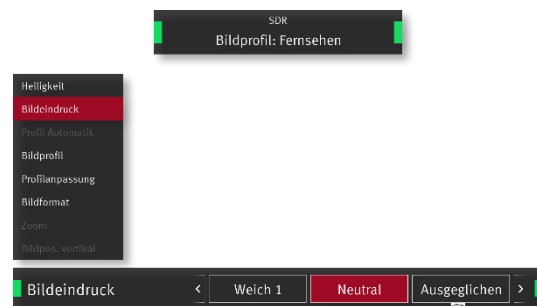 SDR
Bildprofil: Fernsehen
Helligkeit
Bildeindruck
Profil Automatik
Bildprofil
Profilanpassung
Bildformat
Zoom
Bildpos. vertikal
Bildeindruck < Weich 1 Neutral Ausgeglichen >